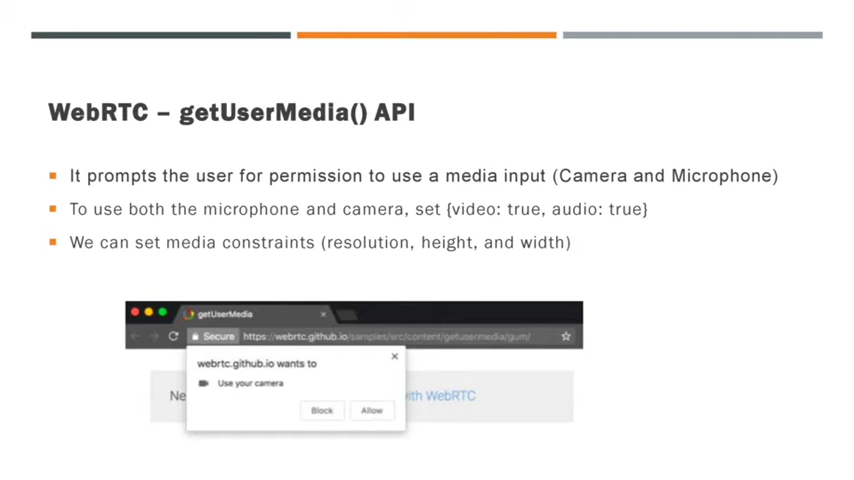 WebRTC – getUserMedia() API
It prompts the user for permission to use a media input (Camera and Microphone)
To use both the microphone and camera, set {video: true, audio: true}
We can set media constraints (resolution, height, and width)
getUserMedia
Secure https://webrtc.github.io/samples/src/content/getusermedia/gum/
webrtc.github.io wants to
Use your camera
Ne with WebRTC
Block Allow